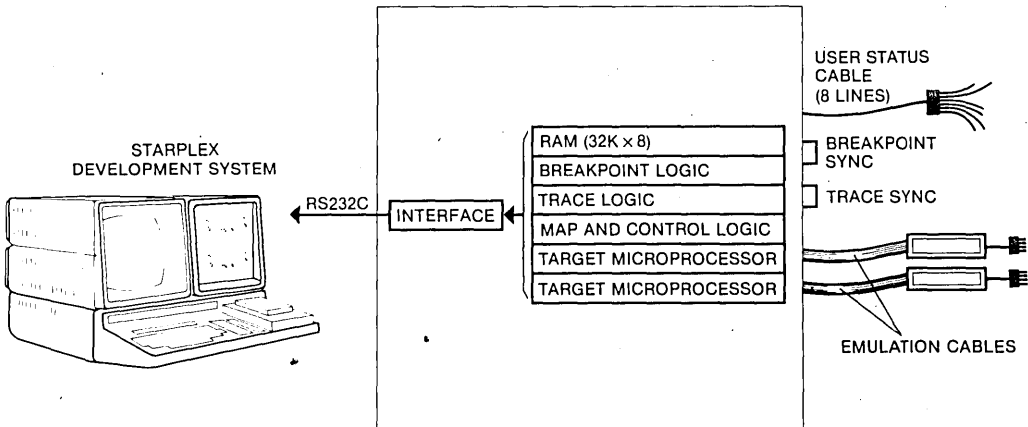 STARPLEX
DEVELOPMENT SYSTEM
RS232C
INTERFACE
RAM (32K × 8)
BREAKPOINT LOGIC
TRACE LOGIC
MAP AND CONTROL LOGIC
TARGET MICROPROCESSOR
TARGET MICROPROCESSOR
USER STATUS
CABLE
(8 LINES)
BREAKPOINT
SYNC
TRACE SYNC
EMULATION CABLES